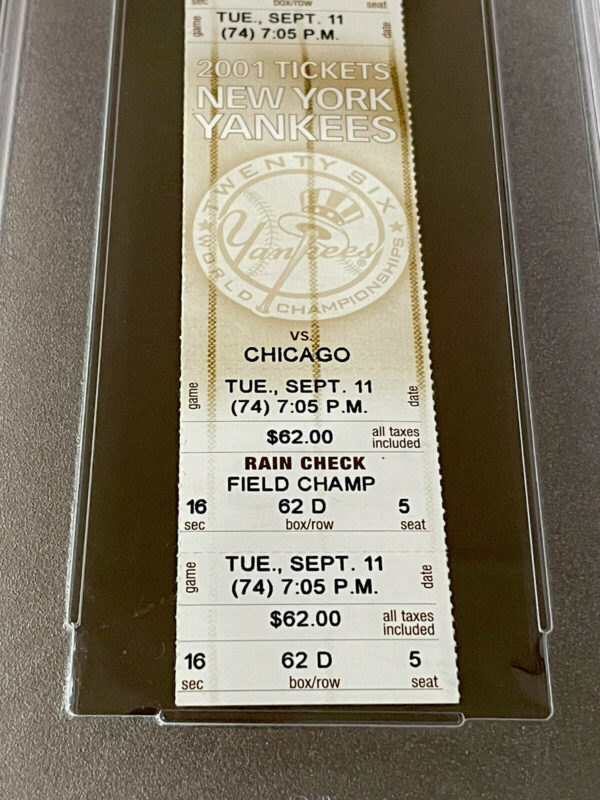 sec box/row seat
game TUE., SEPT. 11 date
(74) 7:05 P.M.
2001 TICKETS
NEW YORK
YANKEES
TWENTY SIX
Yankees
★ WORLD CHAMPIONSHIPS ★
VS.
CHICAGO
game TUE., SEPT. 11 date
(74) 7:05 P.M.
$62.00 all taxes
included
RAIN CHECK
FIELD CHAMP
16 62 D 5
sec box/row seat
game TUE., SEPT. 11 date
(74) 7:05 P.M.
$62.00 all taxes
included
16 62 D 5
sec box/row seat